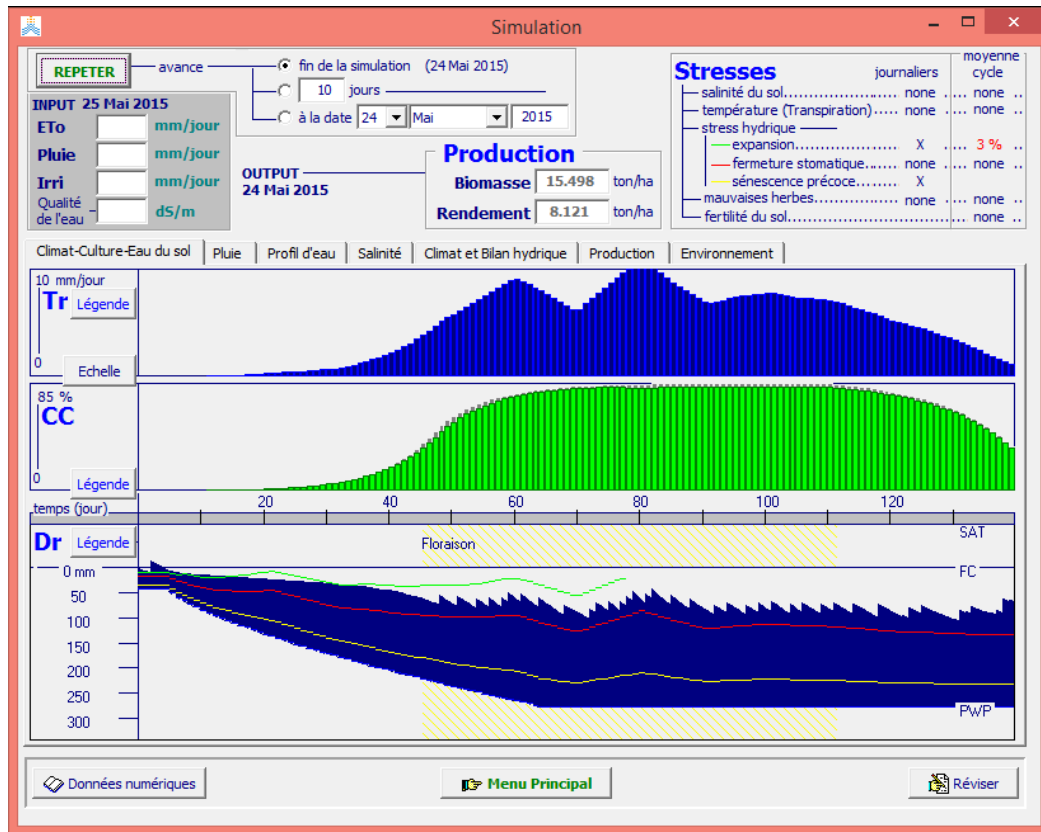 Simulation
REPETER
avance
fin de la simulation (24 Mai 2015)
10 jours
à la date 24 Mai 2015
INPUT 25 Mai 2015
ETo mm/jour
Pluie mm/jour
Irri mm/jour
Qualité
de l'eau dS/m
OUTPUT
24 Mai 2015
Production
Biomasse 15.498 ton/ha
Rendement 8.121 ton/ha
moyenne
Stresses journaliers cycle
salinité du sol..................... none .... none ..
température (Transpiration)..... none .... none ..
stress hydrique
expansion................ X .... 3 % ..
fermeture stomatique....... none .... none ..
sénescence précoce........ X
mauvaises herbes............... none .... none ..
fertilité du sol................................. none ..
Climat-Culture-Eau du sol Pluie Profil d'eau Salinité Climat et Bilan hydrique Production Environnement
10 mm/jour
Tr Légende
0
Echelle
85 %
CC
0
Légende
temps (jour) 20 40 60 80 100 120
Dr Légende
Floraison
SAT
0 mm
FC
50
100
150
200
250
300
PWP
Données numériques Menu Principal Réviser